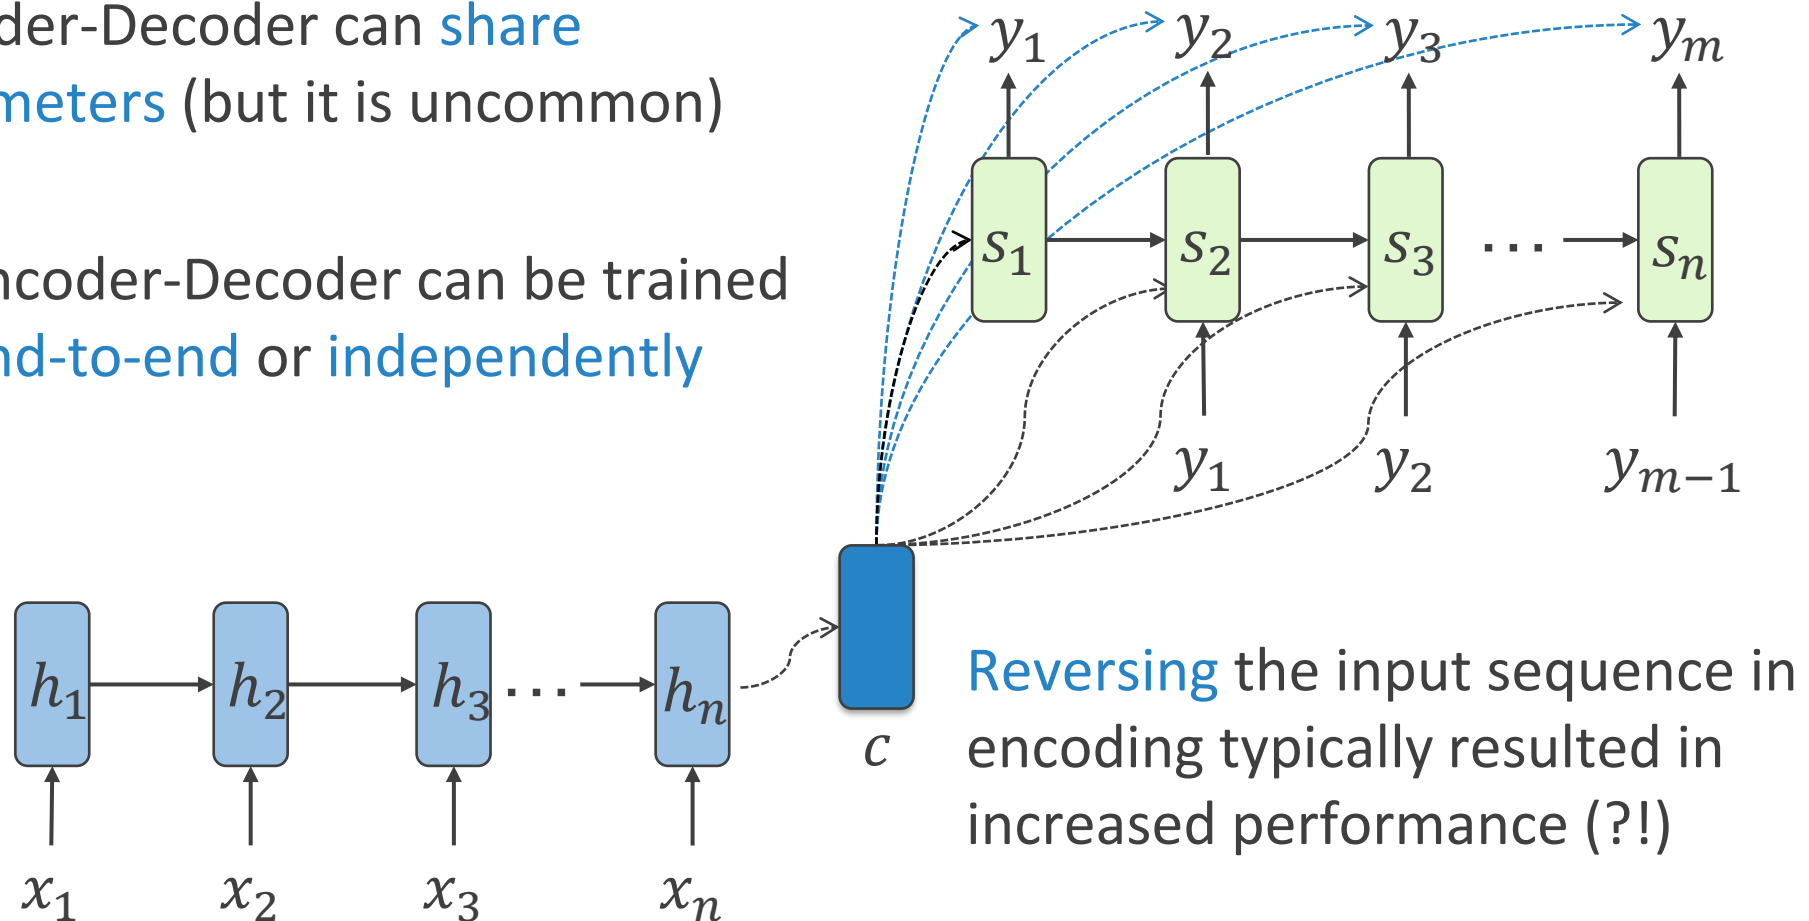 der-Decoder can share
meters (but it is uncommon)
ncoder-Decoder can be trained
nd-to-end or independently
y₁ y₂ y₃ yₘ
s₁ s₂ s₃ ... sₙ
y₁ y₂ yₘ₋₁
h₁ h₂ h₃ ... hₙ
c
x₁ x₂ x₃ xₙ
Reversing the input sequence in
encoding typically resulted in
increased performance (?!)